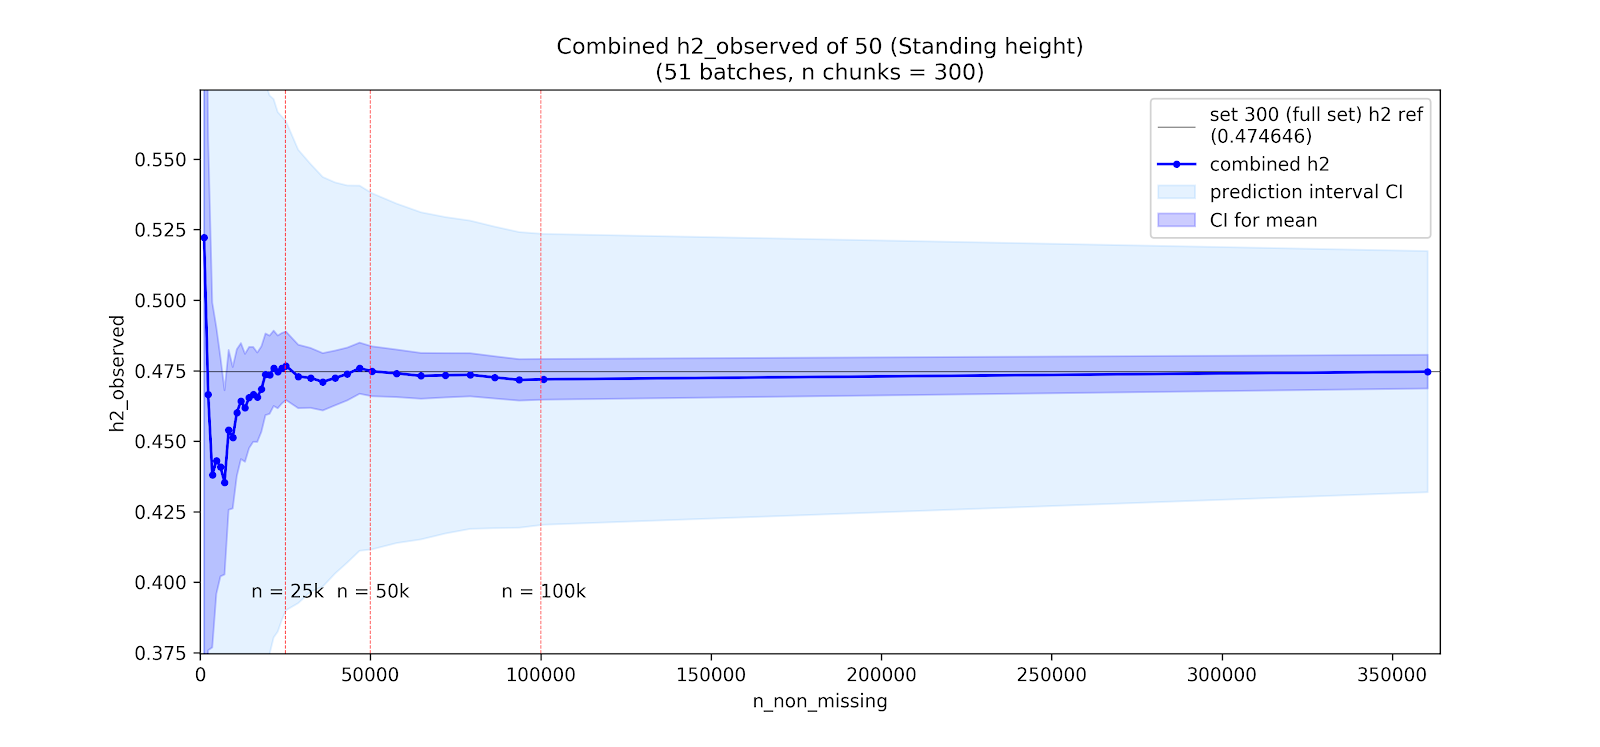 Combined h2_observed of 50 (Standing height)
(51 batches, n chunks = 300)
set 300 (full set) h2 ref
(0.474646)
combined h2
prediction interval CI
CI for mean
h2_observed
0.550
0.525
0.500
0.475
0.450
0.425
0.400
0.375
n = 25k
n = 50k
n = 100k
0
50000
100000
150000
200000
250000
300000
350000
n_non_missing